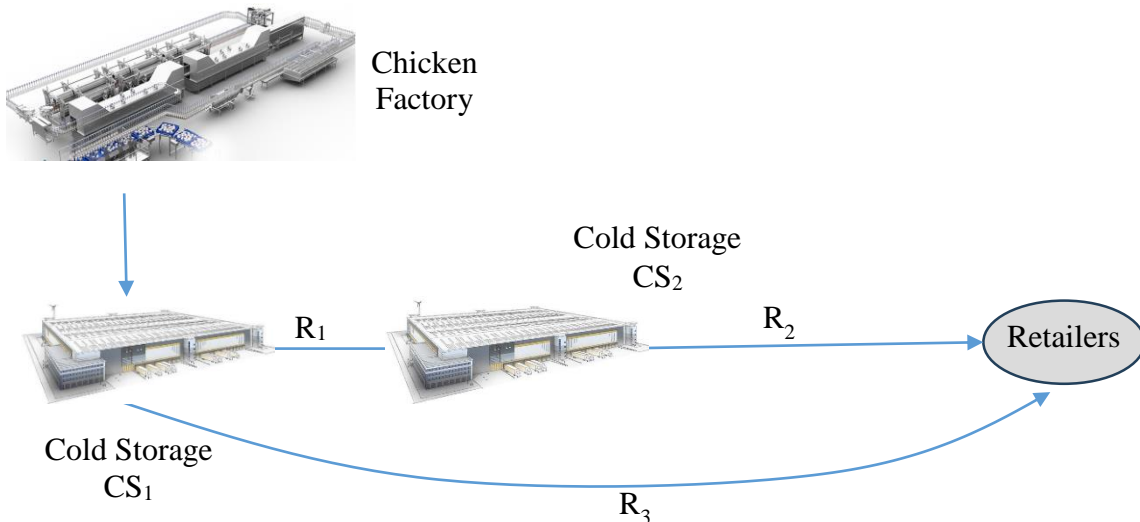 Chicken
Factory
Cold Storage
CS₂
R₁
R₂
Retailers
Cold Storage
CS₁
R₃